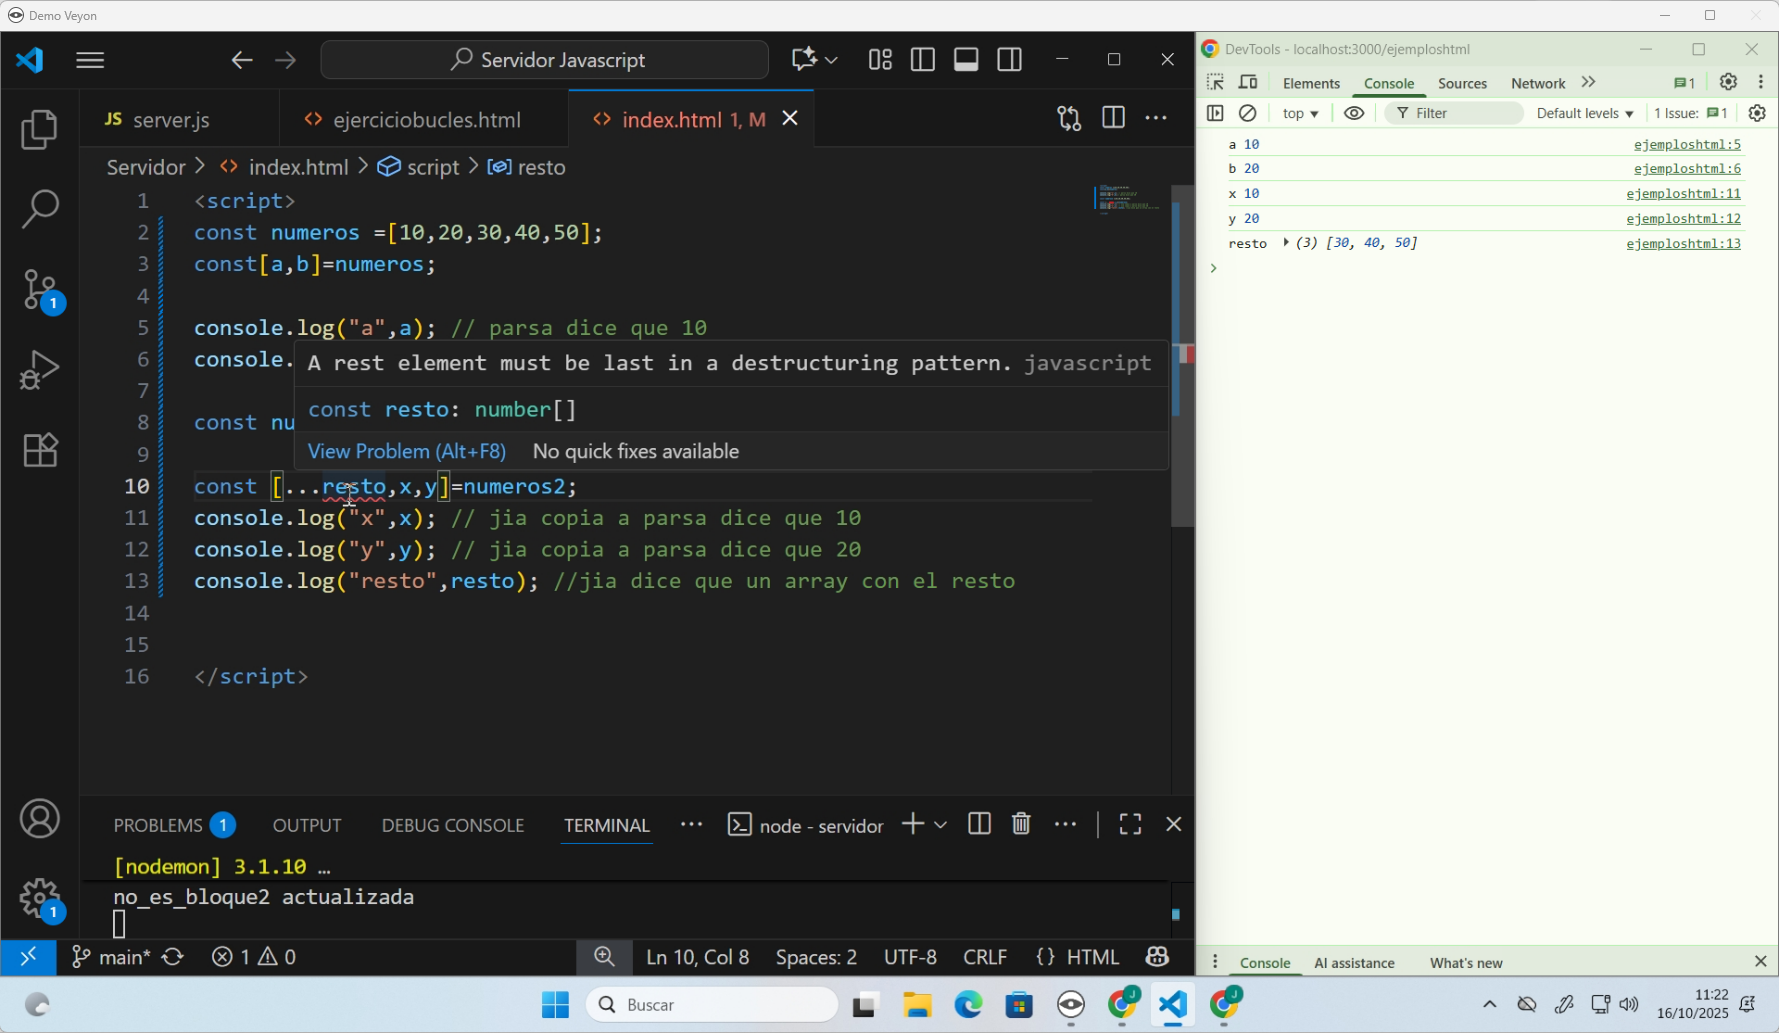 Demo Veyon
Servidor Javascript
JS server.js
<> ejerciciobucles.html
<> index.html 1, M
Servidor > <> index.html > script > resto
1 <script>
2 const numeros =[10,20,30,40,50];
3 const[a,b]=numeros;
4
5 console.log("a",a); // parsa dice que 10
6 console.
A rest element must be last in a destructuring pattern. javascript
7
const resto: number[]
8 const nu
9
View Problem (Alt+F8) No quick fixes available
10 const [...resto,x,y]=numeros2;
11 console.log("x",x); // jia copia a parsa dice que 10
12 console.log("y",y); // jia copia a parsa dice que 20
13 console.log("resto",resto); //jia dice que un array con el resto
14
15
16 </script>
PROBLEMS 1 OUTPUT DEBUG CONSOLE TERMINAL ... node - servidor
[nodemon] 3.1.10 …
no_es_bloque2 actualizada
main* 1 0 Ln 10, Col 8 Spaces: 2 UTF-8 CRLF {} HTML
1
1
DevTools - localhost:3000/ejemploshtml
Elements Console Sources Network >> 1
top Filter Default levels 1 Issue: 1
a 10 ejemploshtml:5
b 20 ejemploshtml:6
x 10 ejemploshtml:11
y 20 ejemploshtml:12
resto (3) [30, 40, 50] ejemploshtml:13
>
Console AI assistance What's new
Buscar
J
J
11:22
16/10/2025